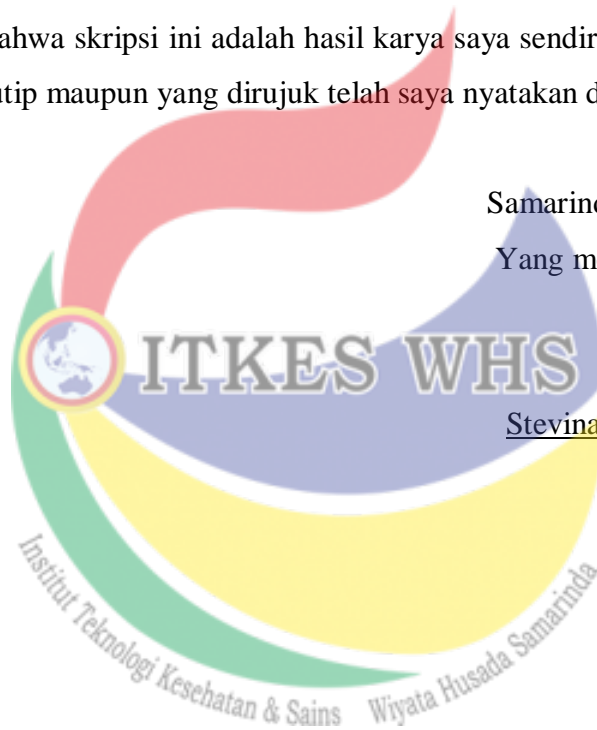 ahwa skripsi ini adalah hasil karya saya sendir
utip maupun yang dirujuk telah saya nyatakan d
Samarind
Yang m
ITKES WHS
Stevina
Institut Teknologi Kesehatan & Sains Wiyata Husada Samarinda